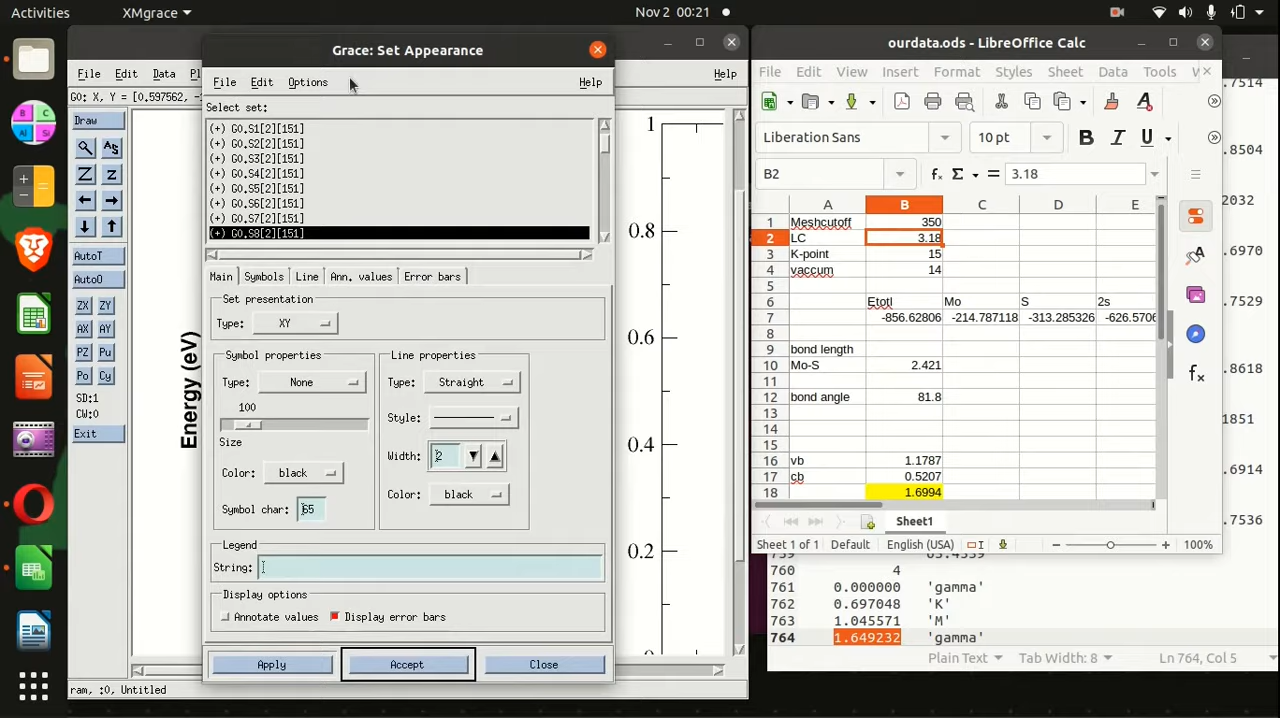 Activities
XMgrace
Nov 2 00:21
File Edit Data Pl
Help
G0: X, Y = [0.597562, -
Draw
Z z
AutoT
AutoO
ZX ZY
AX AY
PZ Pu
Po Cy
SD:1
CW:0
Exit
ram, :0, Untitled
Energy (eV)
1
0.8
0.6
0.4
0.2
0
Grace: Set Appearance
File Edit Options Help
Select set:
(+) G0.S1[2][151]
(+) G0.S2[2][151]
(+) G0.S3[2][151]
(+) G0.S4[2][151]
(+) G0.S5[2][151]
(+) G0.S6[2][151]
(+) G0.S7[2][151]
(+) G0.S8[2][151]
Main Symbols Line Ann. values Error bars
Set presentation
Type: XY
Symbol properties
Type: None
100
Size
Color: black
Symbol char: 65
Line properties
Type: Straight
Style:
Width: 2
Color: black
Legend
String:
Display options
Annotate values Display error bars
Apply Accept Close
ourdata.ods - LibreOffice Calc
File Edit View Insert Format Styles Sheet Data Tools W
Liberation Sans 10 pt B I U
B2 fx Σ = 3.18
A B C D E
1 Meshcutoff 350
2 LC 3.18
3 K-point 15
4 vaccum 14
5
6 Etotl Mo S 2s
7 -856.62806 -214.787118 -313.285326 -626.5706
8
9 bond length
10 Mo-S 2.421
11
12 bond angle 81.8
13
14
15
16 vb 1.1787
17 cb 0.5207
18 1.6994
Sheet1
Sheet 1 of 1 Default English (USA) 100%
.7514
.8504
2032
.6970
.7529
.8618
1851
.6914
.7536
760 4
761 0.000000 'gamma'
762 0.697048 'K'
763 1.045571 'M'
764 1.649232 'gamma'
Plain Text Tab Width: 8 Ln 764, Col 5